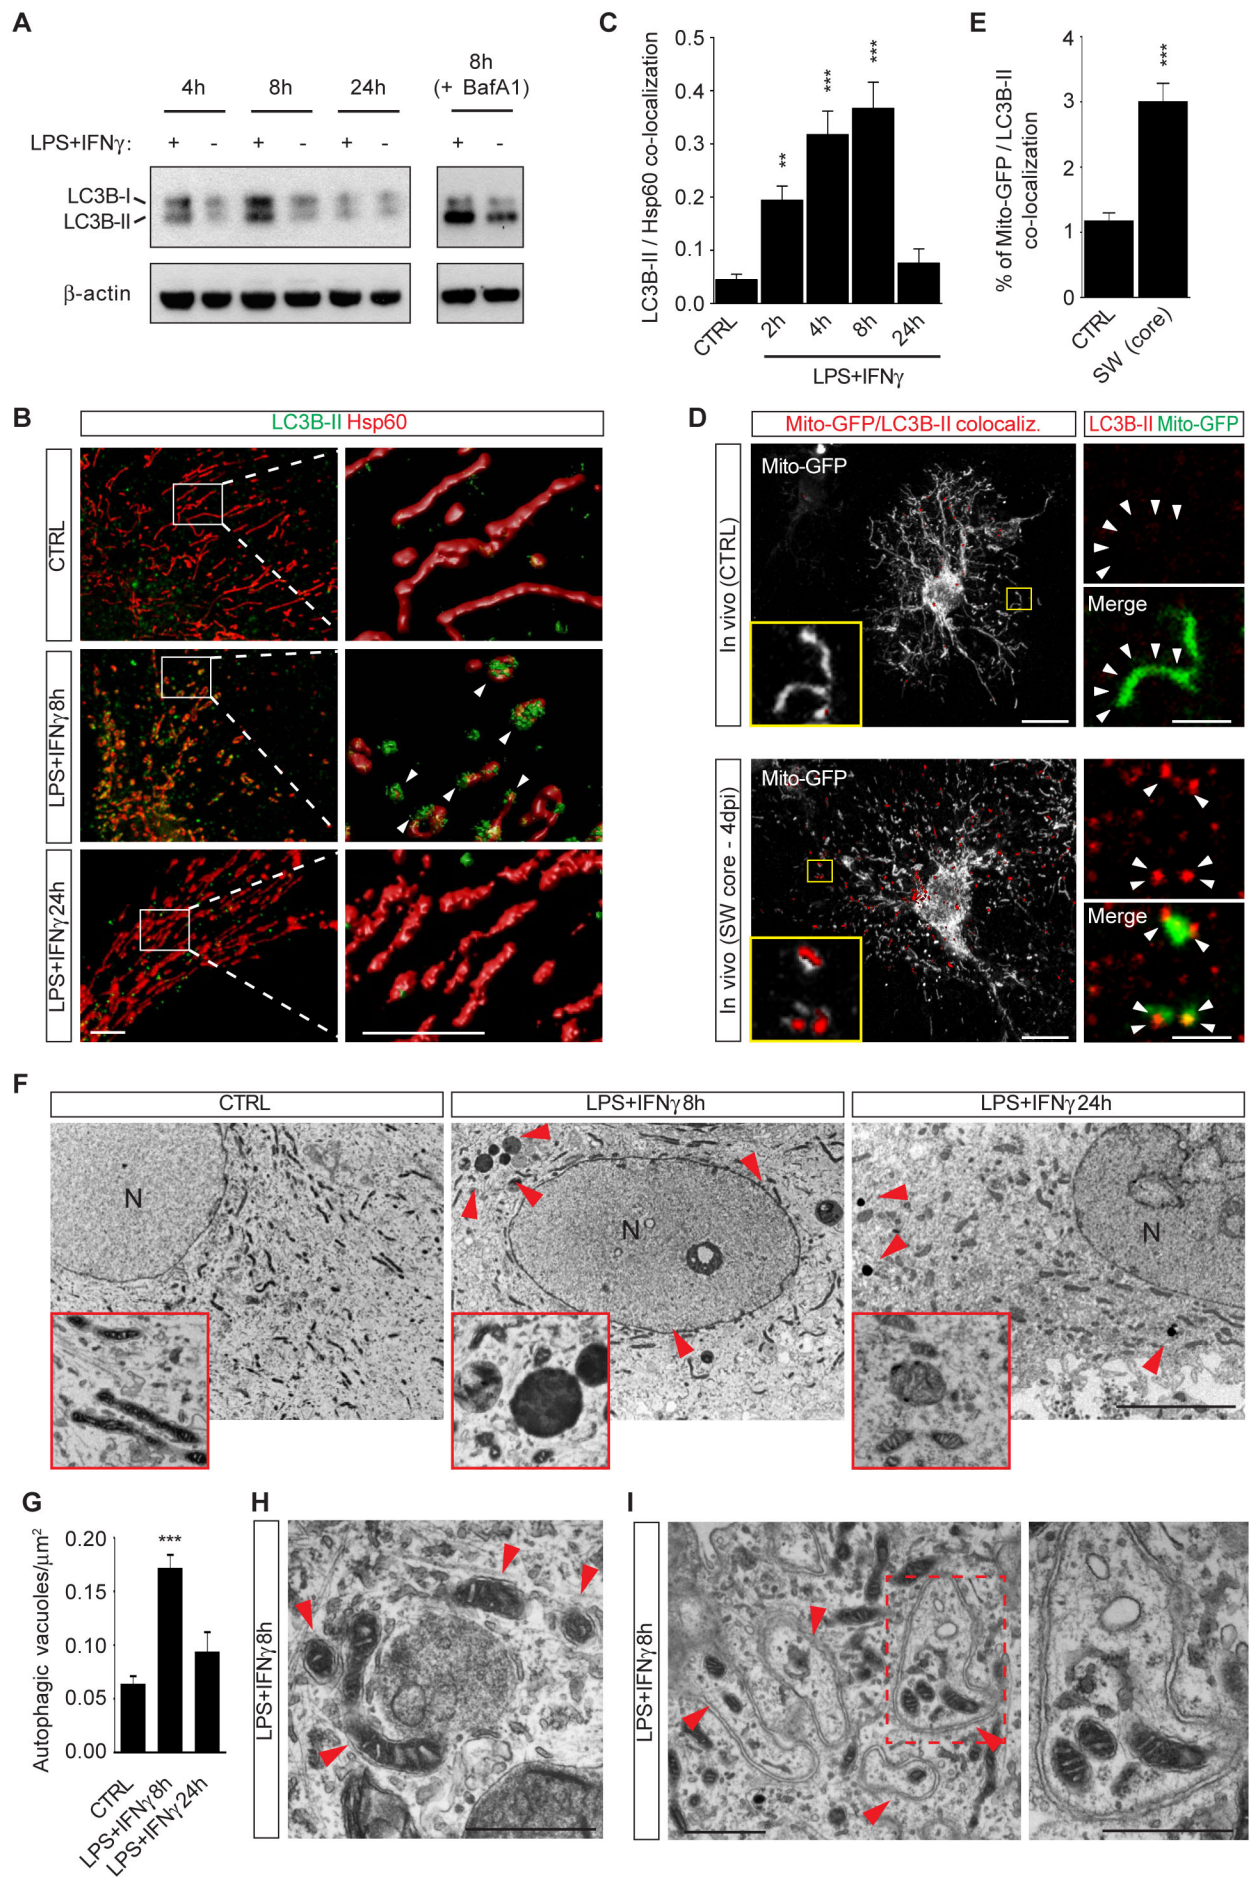 A
4h
8h
24h
8h
(+ BafA1)
LPS+IFNγ:
+
-
+
-
+
-
+
-
LC3B-I
LC3B-II
β-actin
C
LC3B-II / Hsp60 co-localization
0.5
0.4
0.3
0.2
0.1
0.0
**
***
***
CTRL
2h
4h
8h
24h
LPS+IFNγ
E
% of Mito-GFP / LC3B-II
co-localization
4
3
2
1
0
***
CTRL
SW (core)
B
LC3B-II Hsp60
CTRL
LPS+IFNγ8h
LPS+IFNγ24h
D
Mito-GFP/LC3B-II colocaliz.
LC3B-II Mito-GFP
In vivo (CTRL)
Mito-GFP
Merge
In vivo (SW core - 4dpi)
Mito-GFP
Merge
F
CTRL
LPS+IFNγ8h
LPS+IFNγ24h
N
N
N
G
Autophagic vacuoles/μm²
0.20
0.15
0.10
0.05
0.00
***
CTRL
LPS+IFNγ8h
LPS+IFNγ24h
H
LPS+IFNγ8h
I
LPS+IFNγ8h